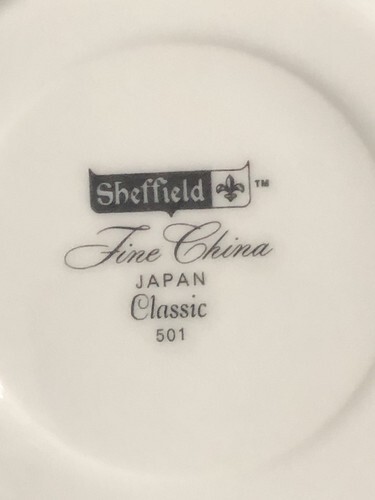 Sheffield ™
Fine China
JAPAN
Classic
501